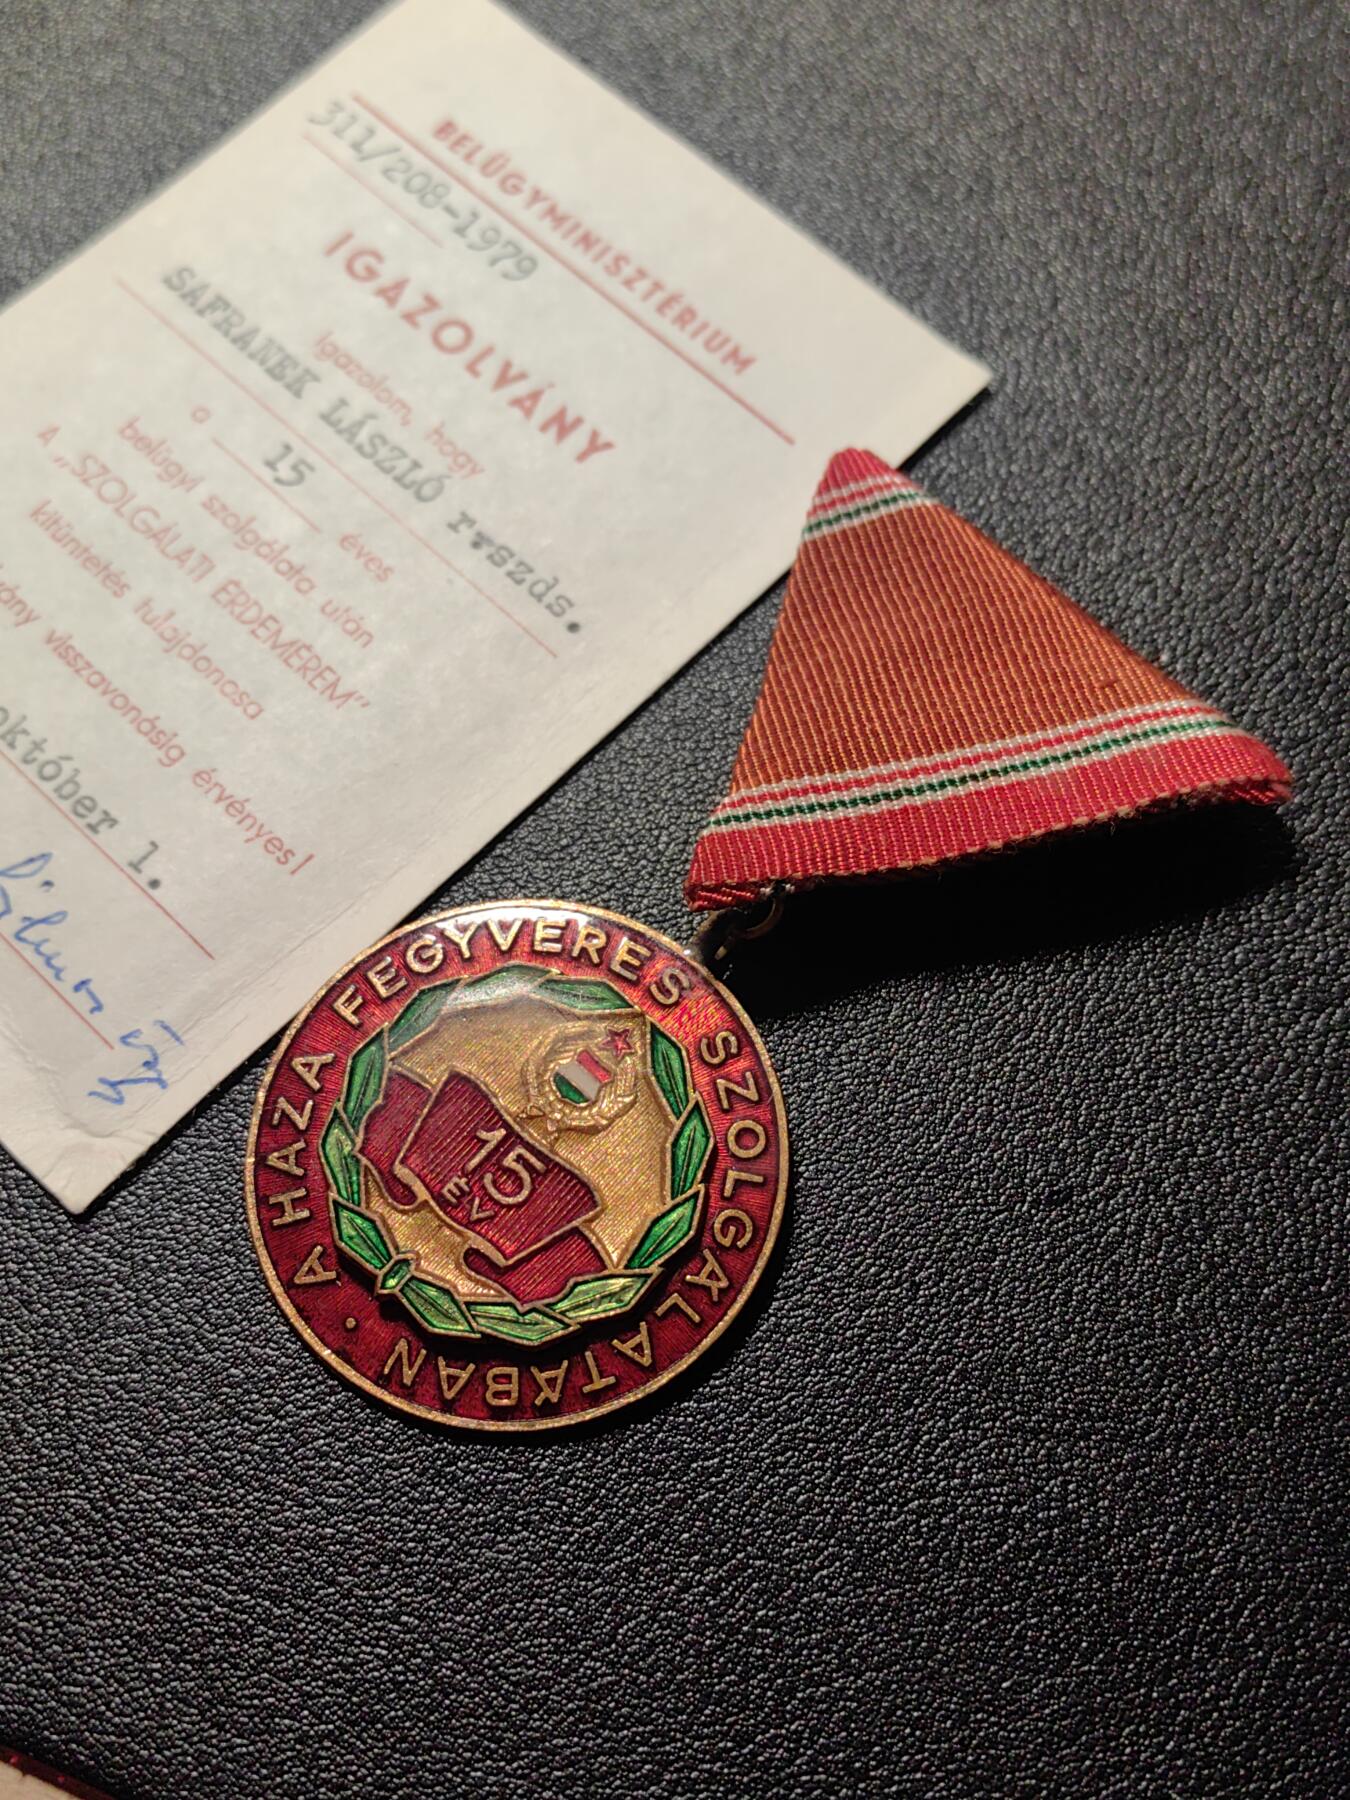 BELÜGYMINISZTÉRIUM
311/208-1979
IGAZOLVÁNY
Igazolom, hogy
SAFRANEK LÁSZLÓ r.szds.
a 15 éves
belügyi szolgálata után
A „SZOLGÁLATI ÉRDEMÉREM"
kitüntetés tulajdonosa
visszavonásig érvényes!
október 1.
A HAZA FEGYVERES SZOLGÁLATÁBAN •
15
ÉV